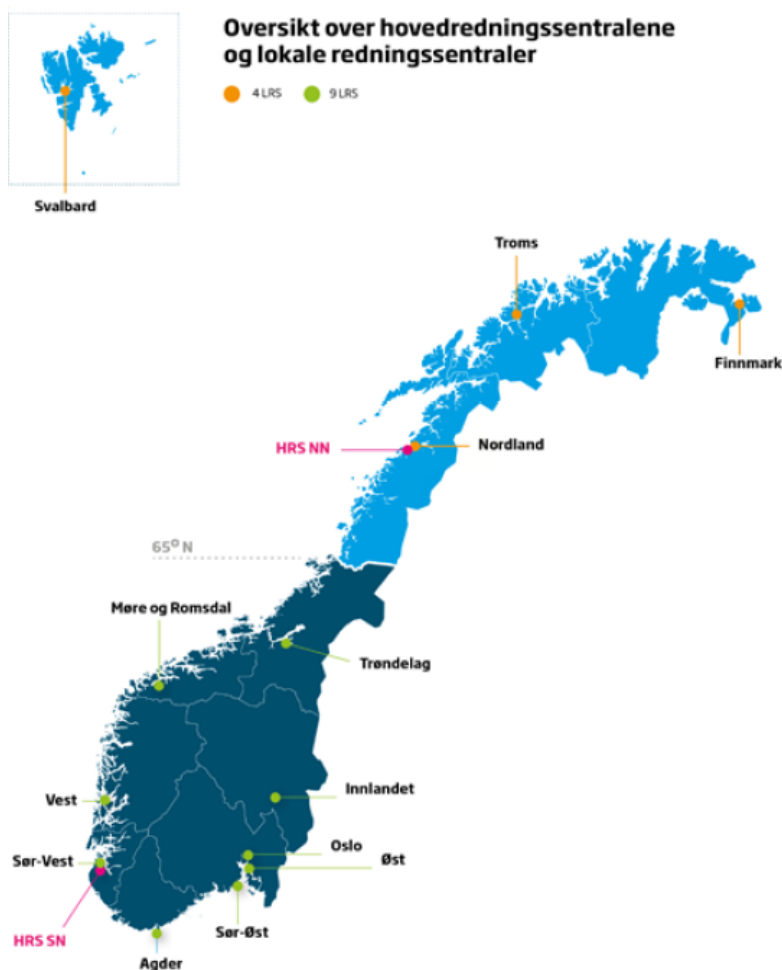 Oversikt over hovedredningssentralene
og lokale redningssentraler
4 LRS
9 LRS
Svalbard
Troms
Finnmark
HRS NN
Nordland
65° N
Møre og Romsdal
Trøndelag
Innlandet
Vest
Oslo
Øst
Sør-Vest
Sør-Øst
HRS SN
Agder